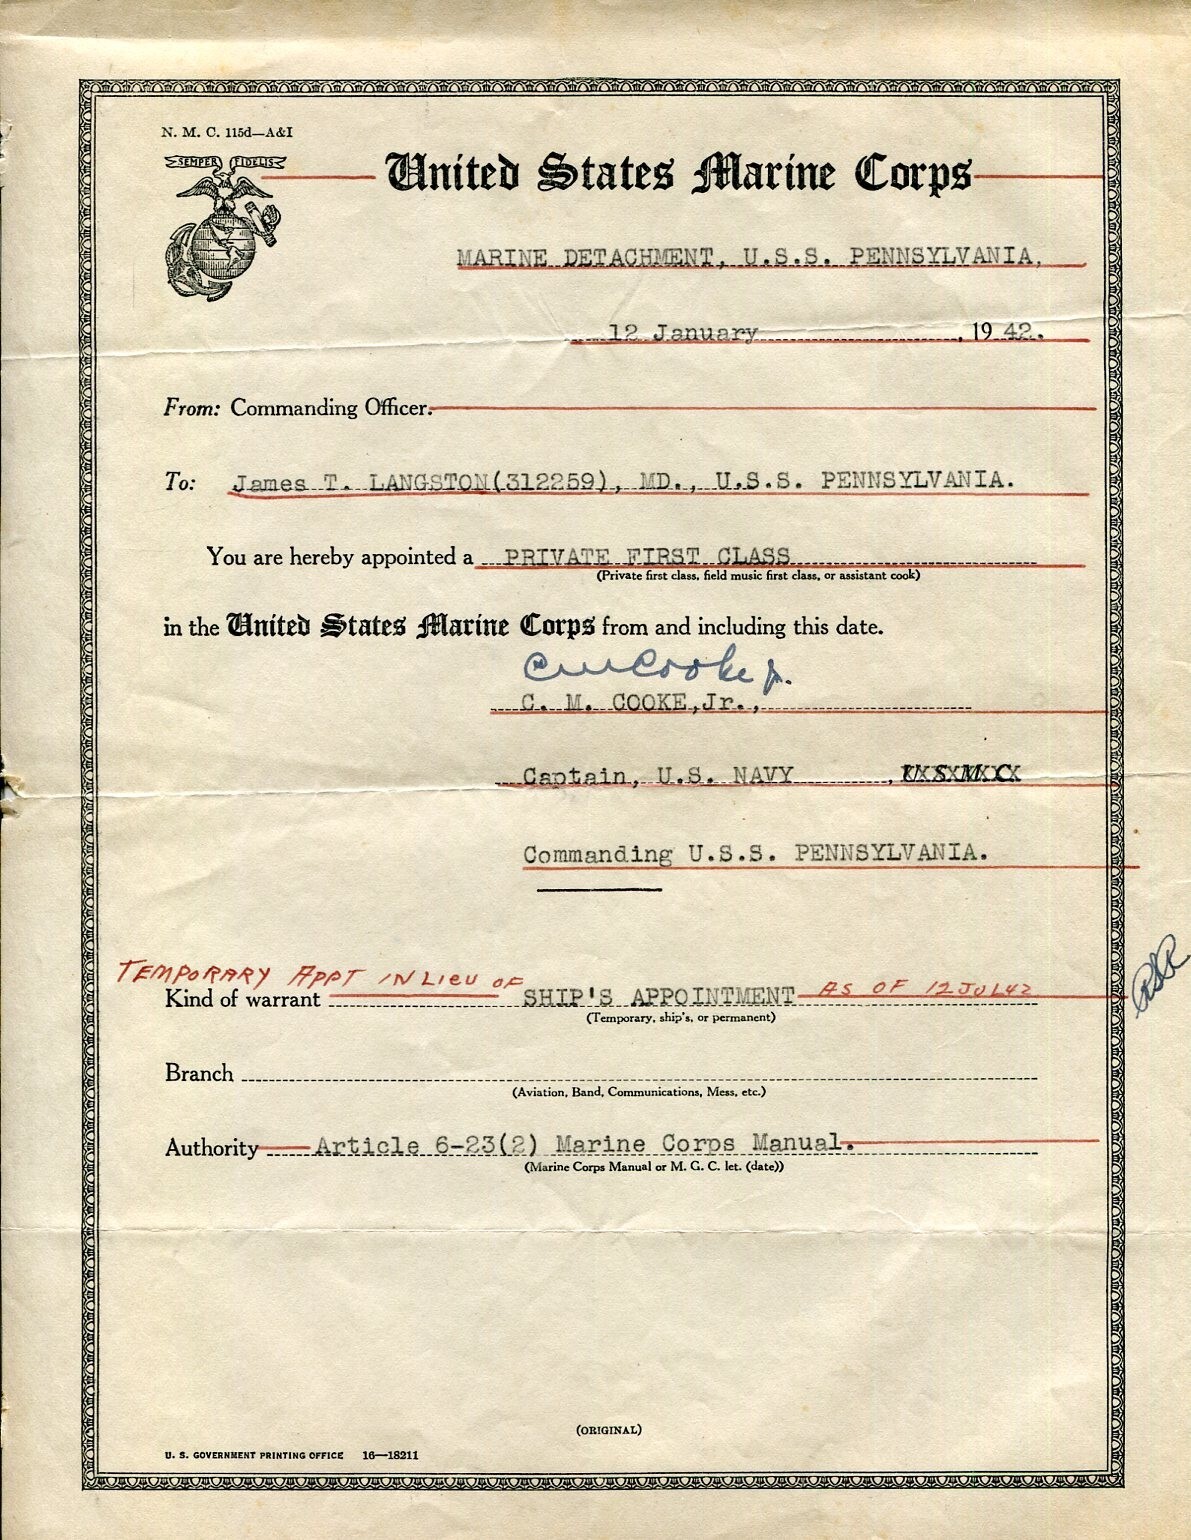 N. M. C. 115d—A&I
SEMPER FIDELIS
United States Marine Corps
MARINE DETACHMENT, U.S.S. PENNSYLVANIA,
12 January, 1942.
From: Commanding Officer.
To: James T. LANGSTON(312259), MD., U.S.S. PENNSYLVANIA.
You are hereby appointed a PRIVATE FIRST CLASS
(Private first class, field music first class, or assistant cook)
in the United States Marine Corps from and including this date.
C M Cooke Jr.
C. M. COOKE,Jr.,
Captain, U.S. NAVY, U.S.M.C.
Commanding U.S.S. PENNSYLVANIA.
TEMPORARY APPT IN LIEU OF
Kind of warrant SHIP'S APPOINTMENT AS OF 12 JUL 42
(Temporary, ship's, or permanent)
Branch
(Aviation, Band, Communications, Mess, etc.)
Authority Article 6-23(2) Marine Corps Manual.
(Marine Corps Manual or M. G. C. let. (date))
(ORIGINAL)
U. S. GOVERNMENT PRINTING OFFICE 16—18211